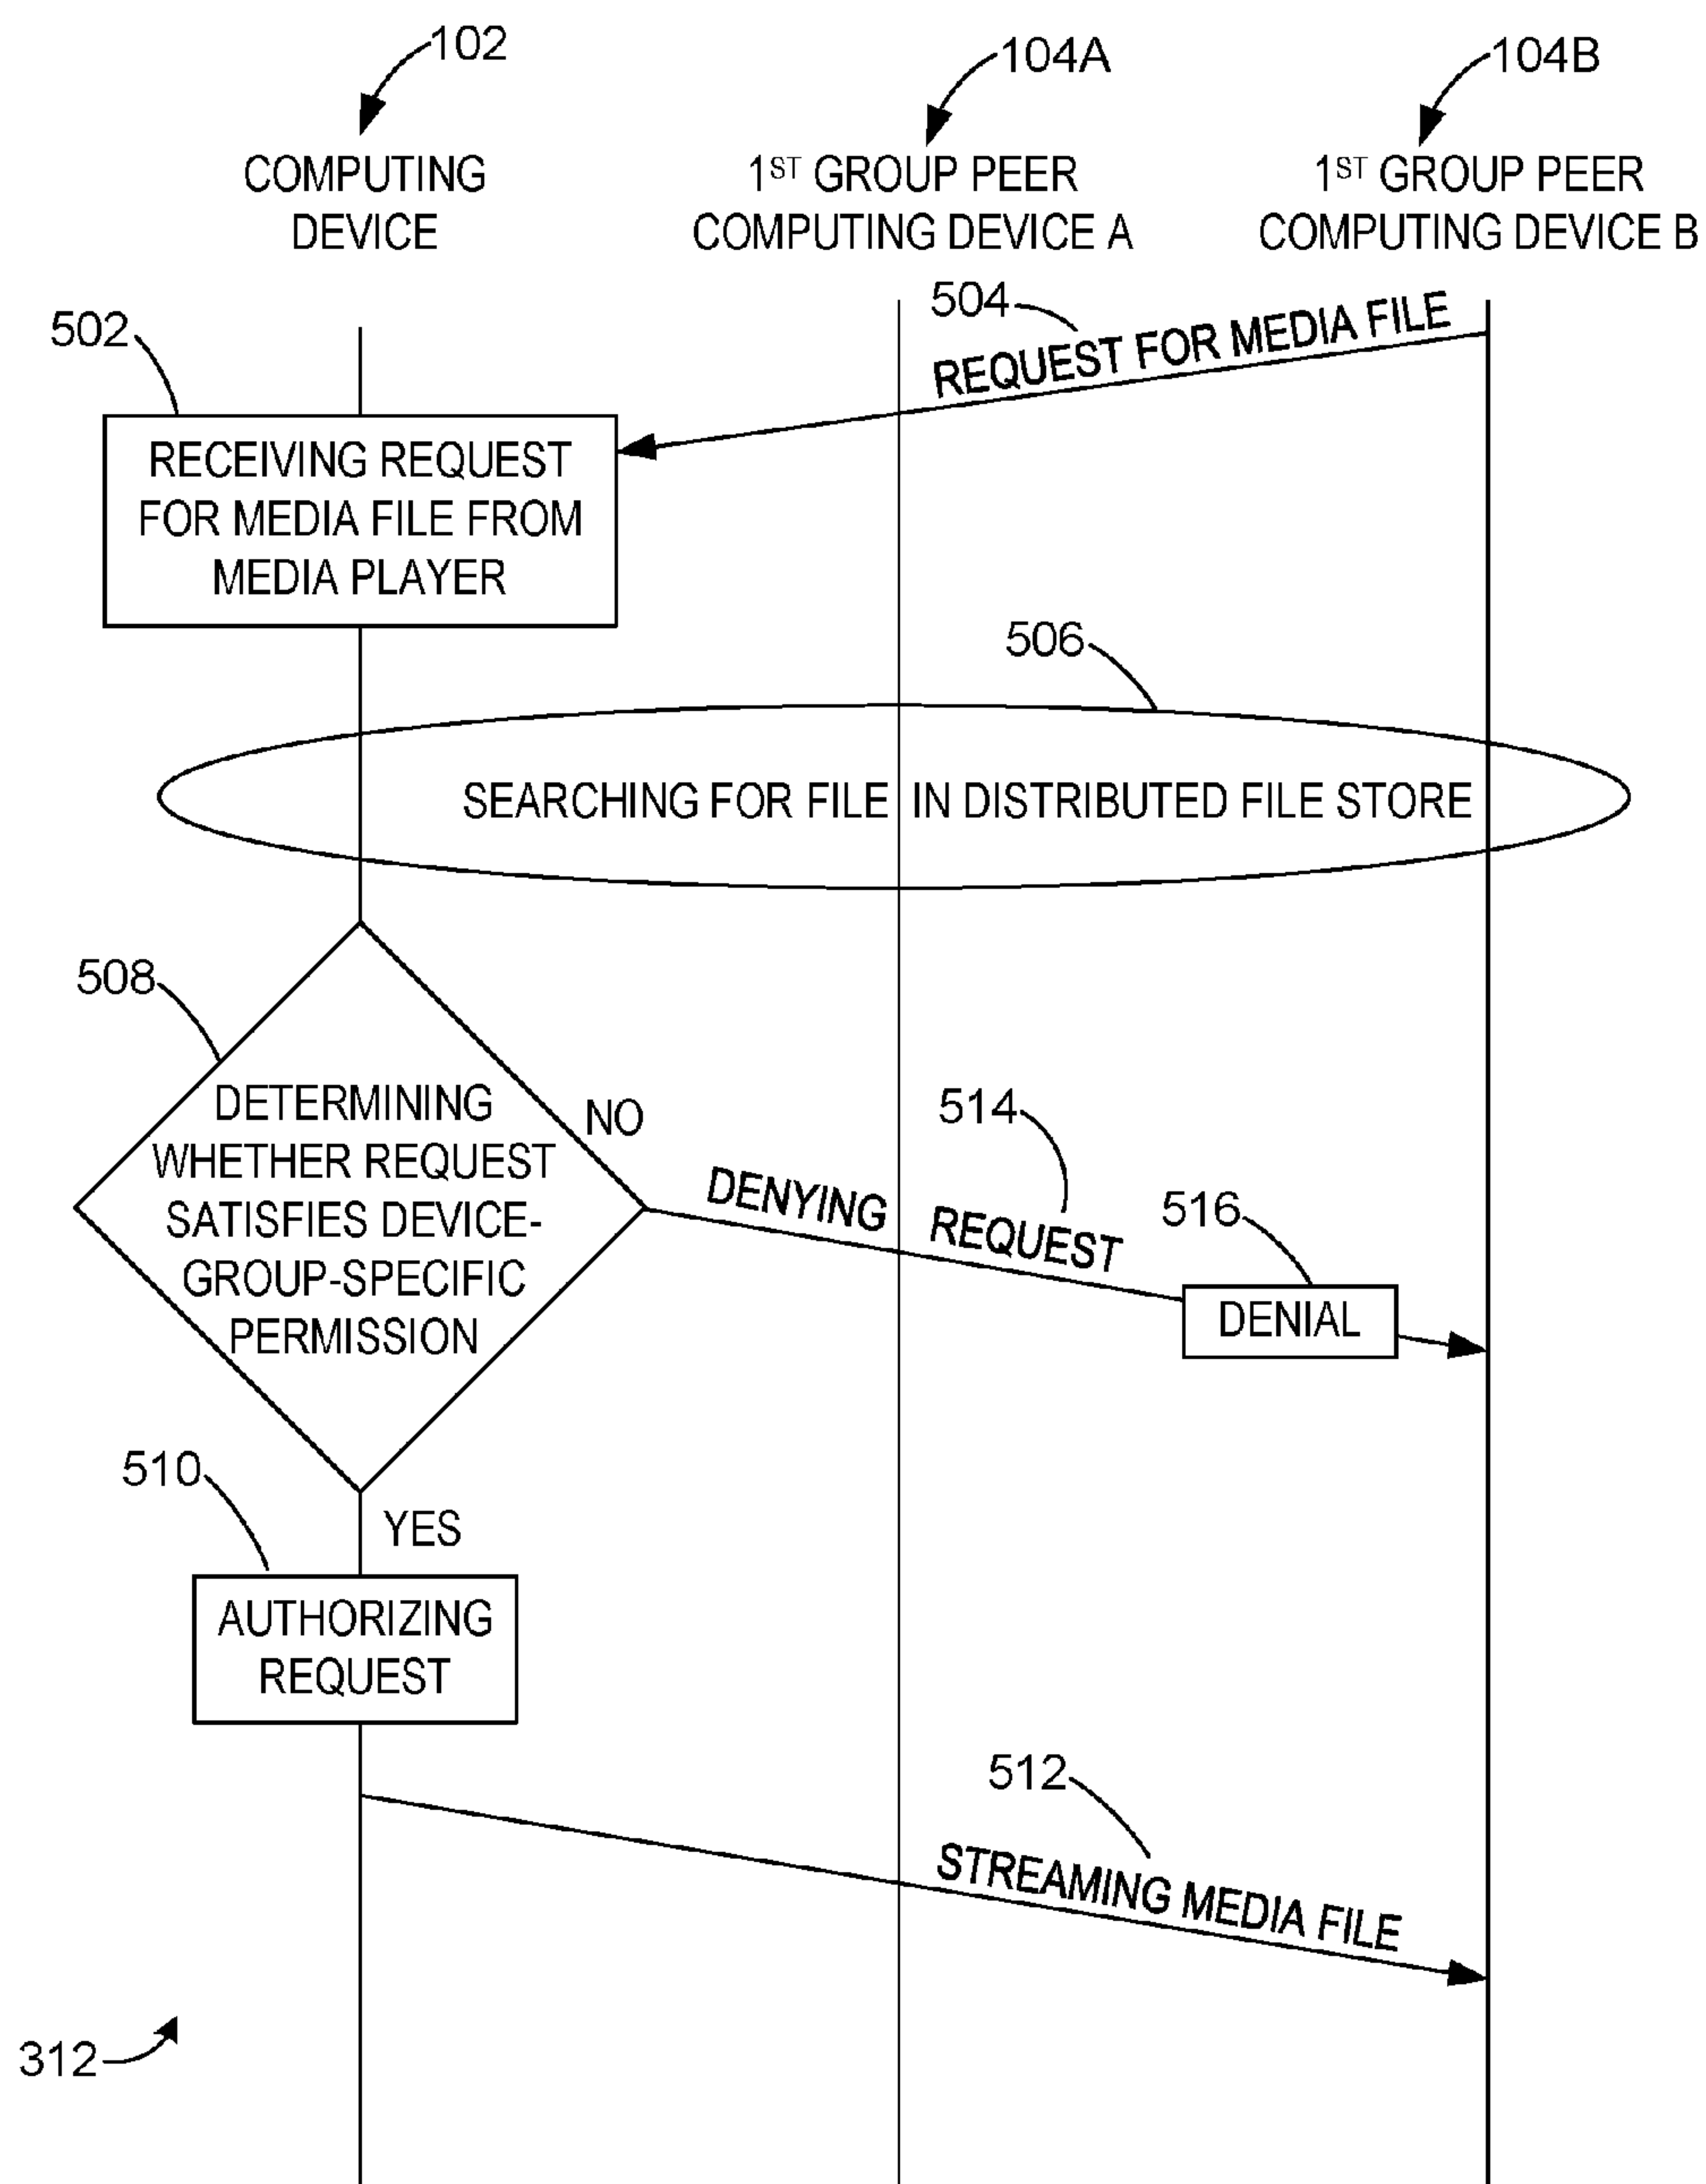 102
104A
104B
COMPUTING
DEVICE
1ST GROUP PEER
COMPUTING DEVICE A
1ST GROUP PEER
COMPUTING DEVICE B
504
REQUEST FOR MEDIA FILE
502
RECEIVING REQUEST
FOR MEDIA FILE FROM
MEDIA PLAYER
506
SEARCHING FOR FILE IN DISTRIBUTED FILE STORE
508
DETERMINING
WHETHER REQUEST
SATISFIES DEVICE-
GROUP-SPECIFIC
PERMISSION
NO
514
DENYING REQUEST
516
DENIAL
510
YES
AUTHORIZING
REQUEST
512
STREAMING MEDIA FILE
312